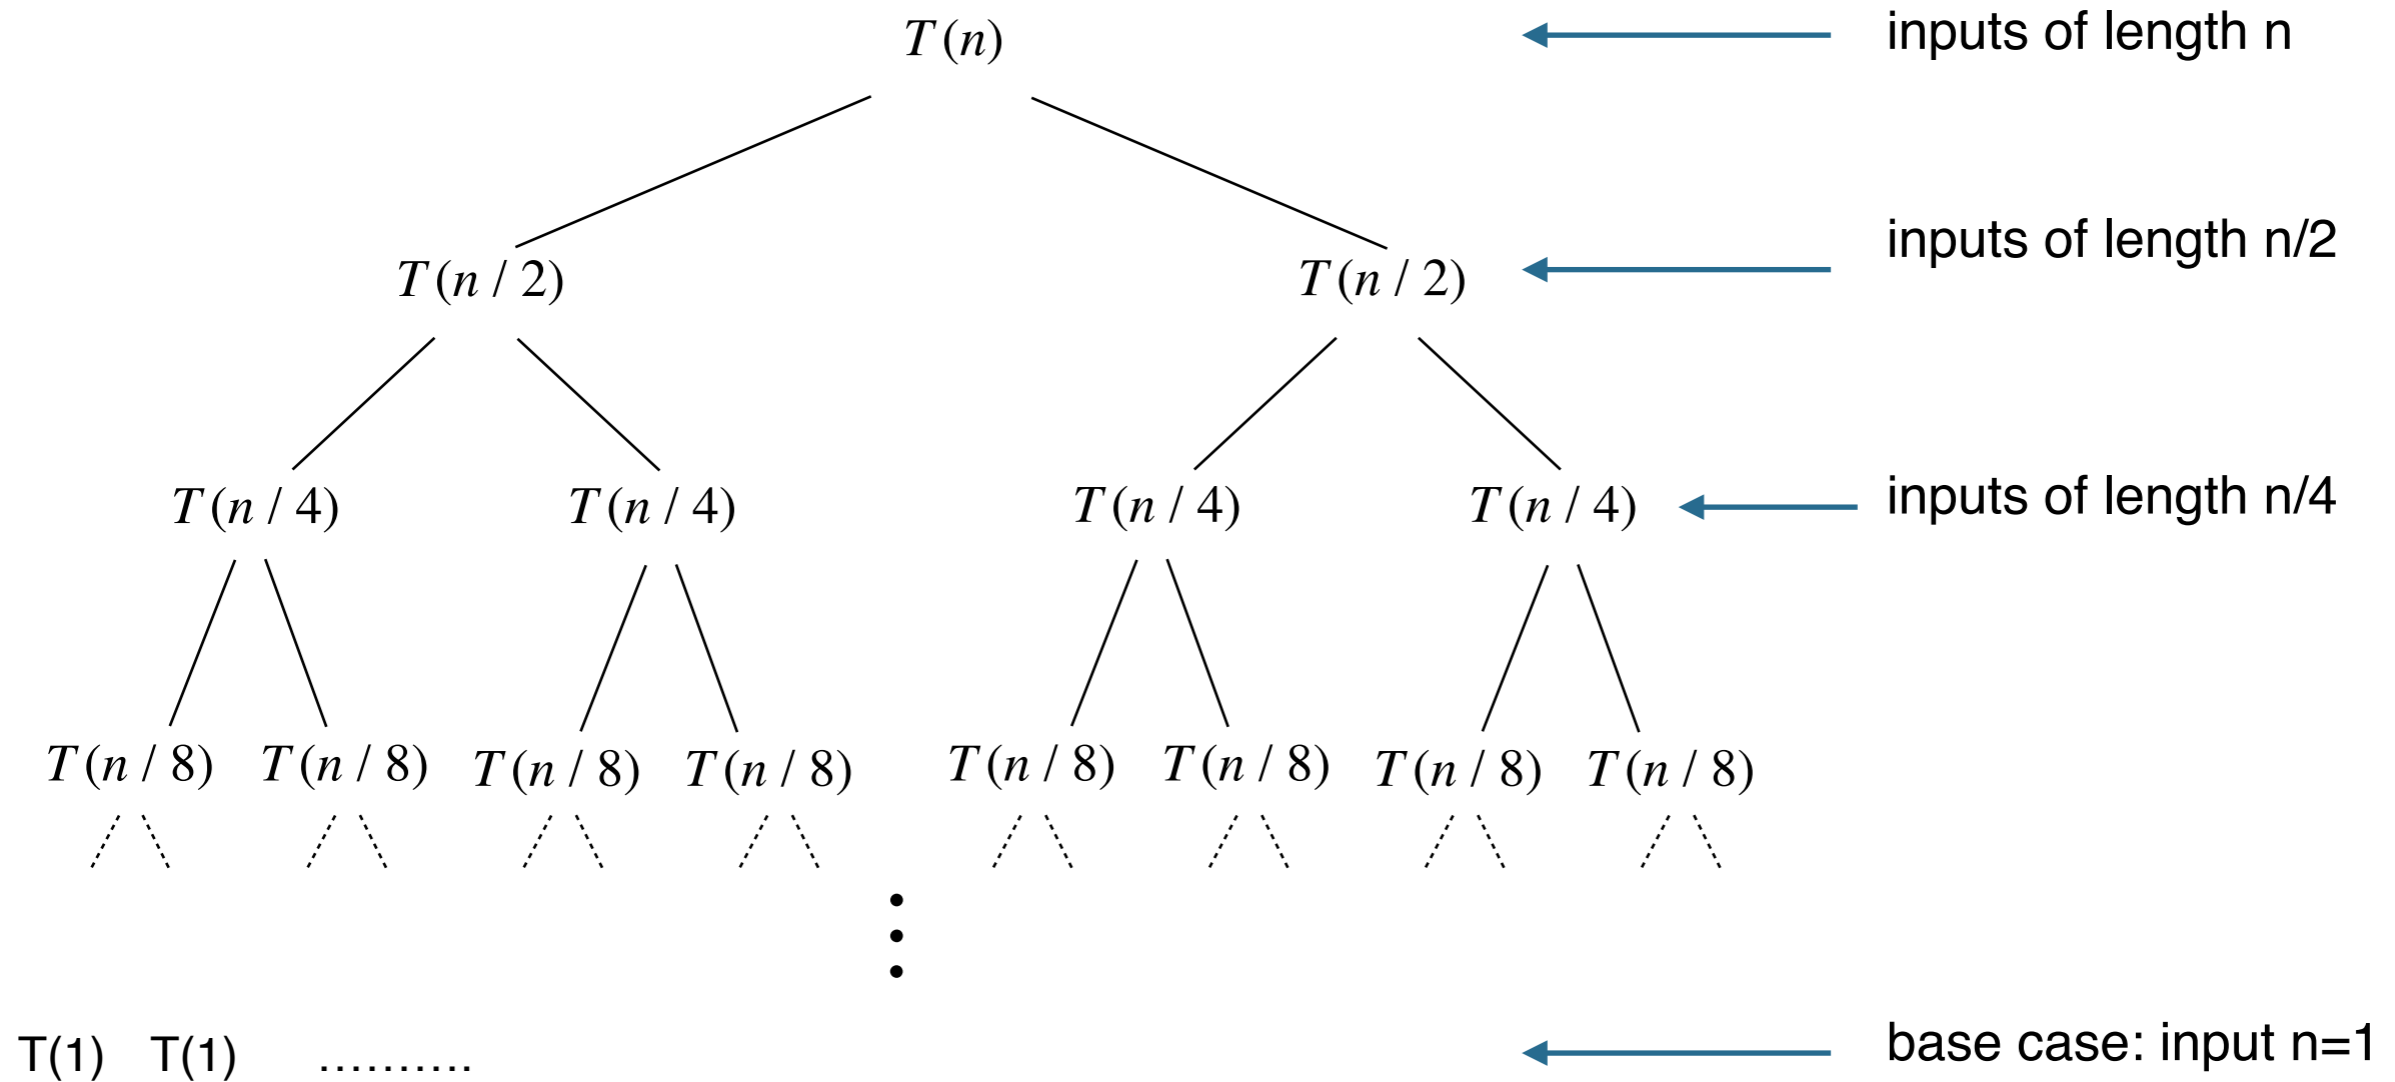 T(n) inputs of length n
T(n / 2) T(n / 2) inputs of length n/2
T(n / 4) T(n / 4) T(n / 4) T(n / 4) inputs of length n/4
T(n / 8) T(n / 8) T(n / 8) T(n / 8) T(n / 8) T(n / 8) T(n / 8) T(n / 8)
T(1) T(1) .......... base case: input n=1